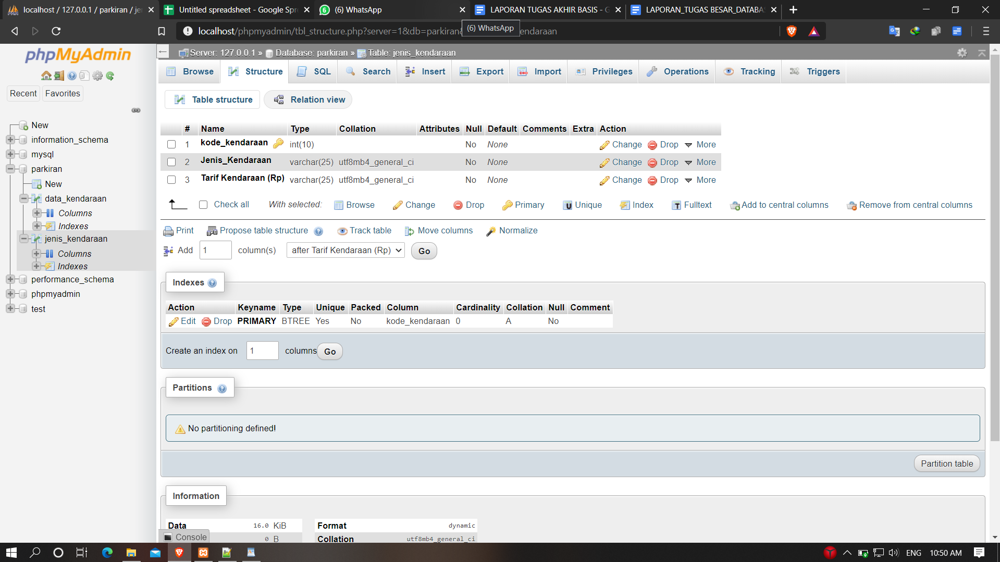 localhost / 127.0.0.1 / parkiran / je
Untitled spreadsheet - Google Spr
(6) WhatsApp
LAPORAN TUGAS AKHIR BASIS - G
LAPORAN_TUGAS BESAR_DATABA
localhost/phpmyadmin/tbl_structure.php?server=1&db=parkiran endaraan
(6) WhatsApp
phpMyAdmin
Recent
Favorites
New
information_schema
mysql
parkiran
New
data_kendaraan
Columns
Indexes
jenis_kendaraan
Columns
Indexes
performance_schema
phpmyadmin
test
Server: 127.0.0.1 » Database: parkiran » Table: jenis_kendaraan
Browse Structure SQL Search Insert Export Import Privileges Operations Tracking Triggers
Table structure Relation view
# Name Type Collation Attributes Null Default Comments Extra Action
1 kode_kendaraan int(10) No None Change Drop More
2 Jenis_Kendaraan varchar(25) utf8mb4_general_ci No None Change Drop More
3 Tarif Kendaraan (Rp) varchar(25) utf8mb4_general_ci No None Change Drop More
Check all With selected: Browse Change Drop Primary Unique Index Fulltext Add to central columns Remove from central columns
Print Propose table structure Track table Move columns Normalize
Add 1 column(s) after Tarif Kendaraan (Rp) Go
Indexes
Action Keyname Type Unique Packed Column Cardinality Collation Null Comment
Edit Drop PRIMARY BTREE Yes No kode_kendaraan 0 A No
Create an index on 1 columns Go
Partitions
No partitioning defined!
Partition table
Information
Data 16.0 KiB Format dynamic
0 B Collation utf8mb4_general_ci
Console
ENG 10:50 AM